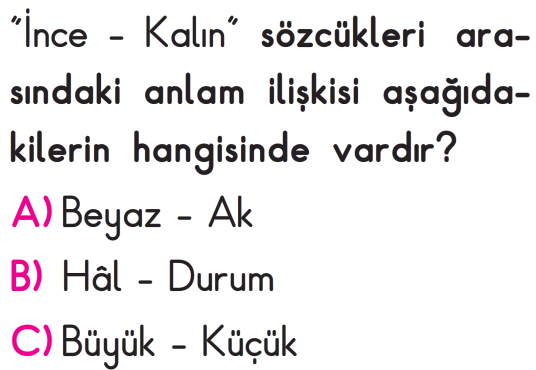 “İnce - Kalın” sözcükleri ara-
sındaki anlam ilişkisi aşağıda-
kilerin hangisinde vardır?
A) Beyaz - Ak
B) Hâl - Durum
C) Büyük - Küçük